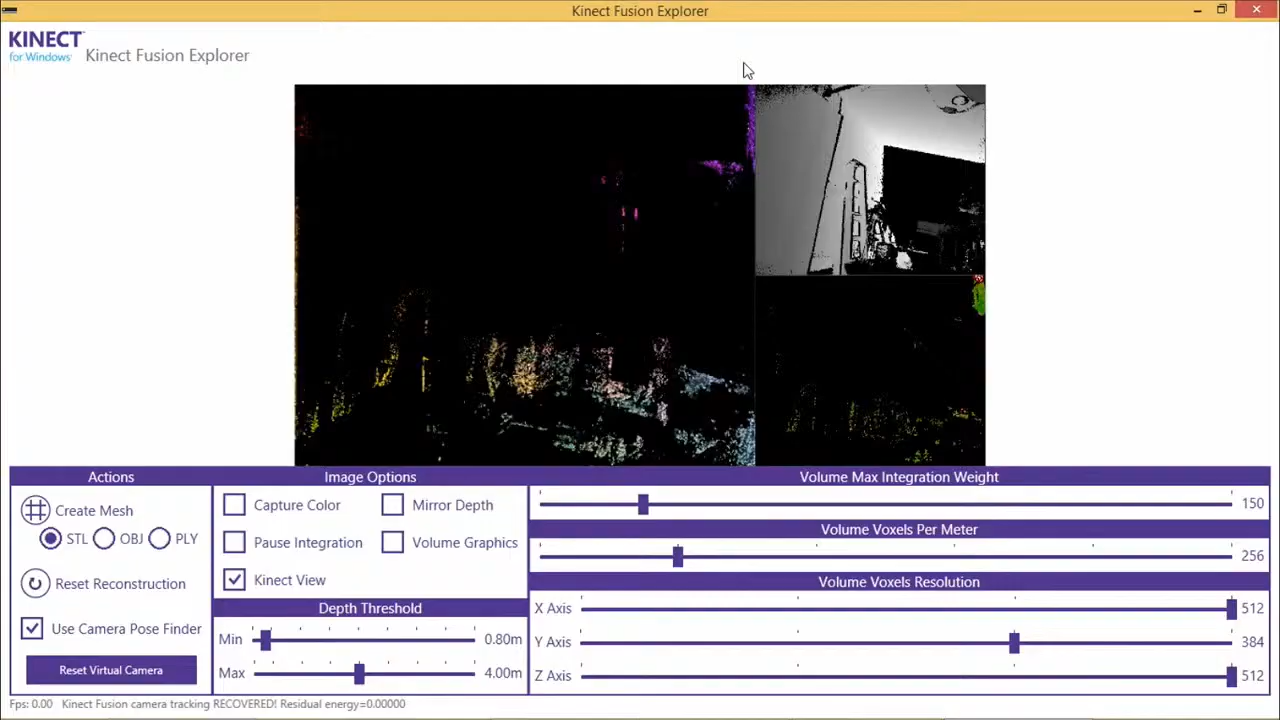 Kinect Fusion Explorer
KINECT
for Windows
Kinect Fusion Explorer
Actions
Create Mesh
STL OBJ PLY
Reset Reconstruction
Use Camera Pose Finder
Reset Virtual Camera
Image Options
Capture Color Mirror Depth
Pause Integration Volume Graphics
Kinect View
Depth Threshold
Min 0.80m
Max 4.00m
Volume Max Integration Weight
150
Volume Voxels Per Meter
256
Volume Voxels Resolution
X Axis 512
Y Axis 384
Z Axis 512
Fps: 0.00 Kinect Fusion camera tracking RECOVERED! Residual energy=0.00000